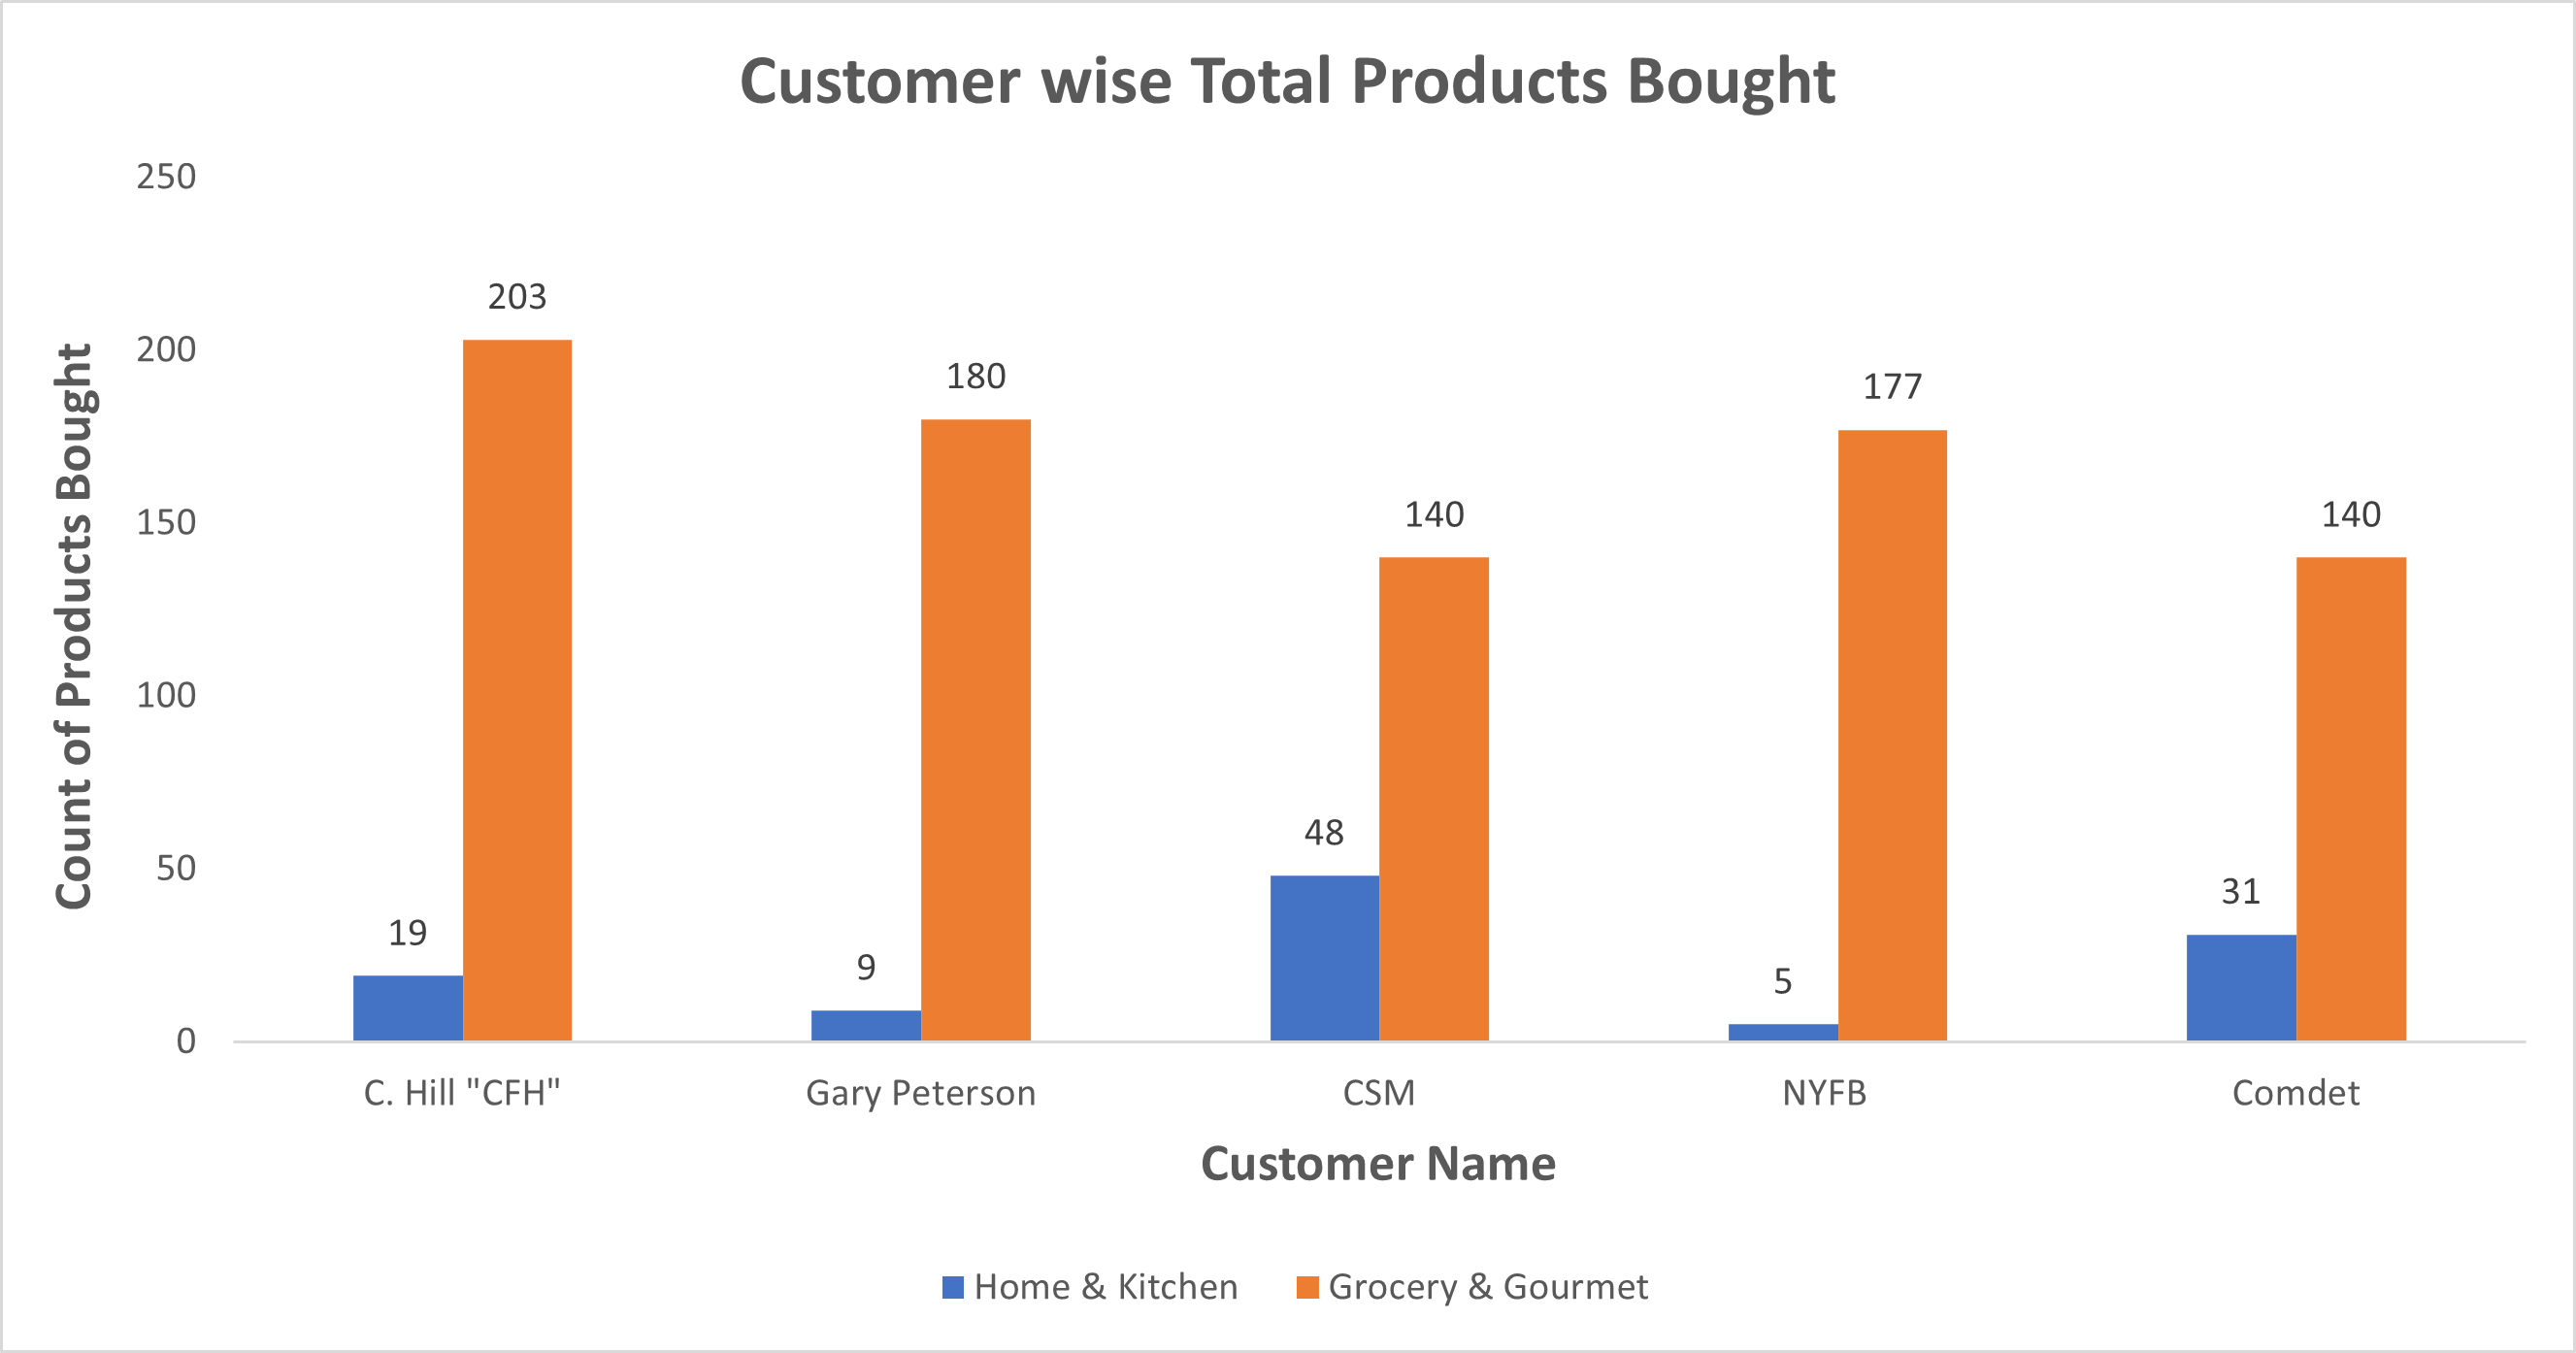 Customer wise Total Products Bought
Count of Products Bought
250
200
150
100
50
0
203
180
140
177
140
19
9
48
5
31
C. Hill "CFH"
Gary Peterson
CSM
NYFB
Comdet
Customer Name
Home & Kitchen
Grocery & Gourmet